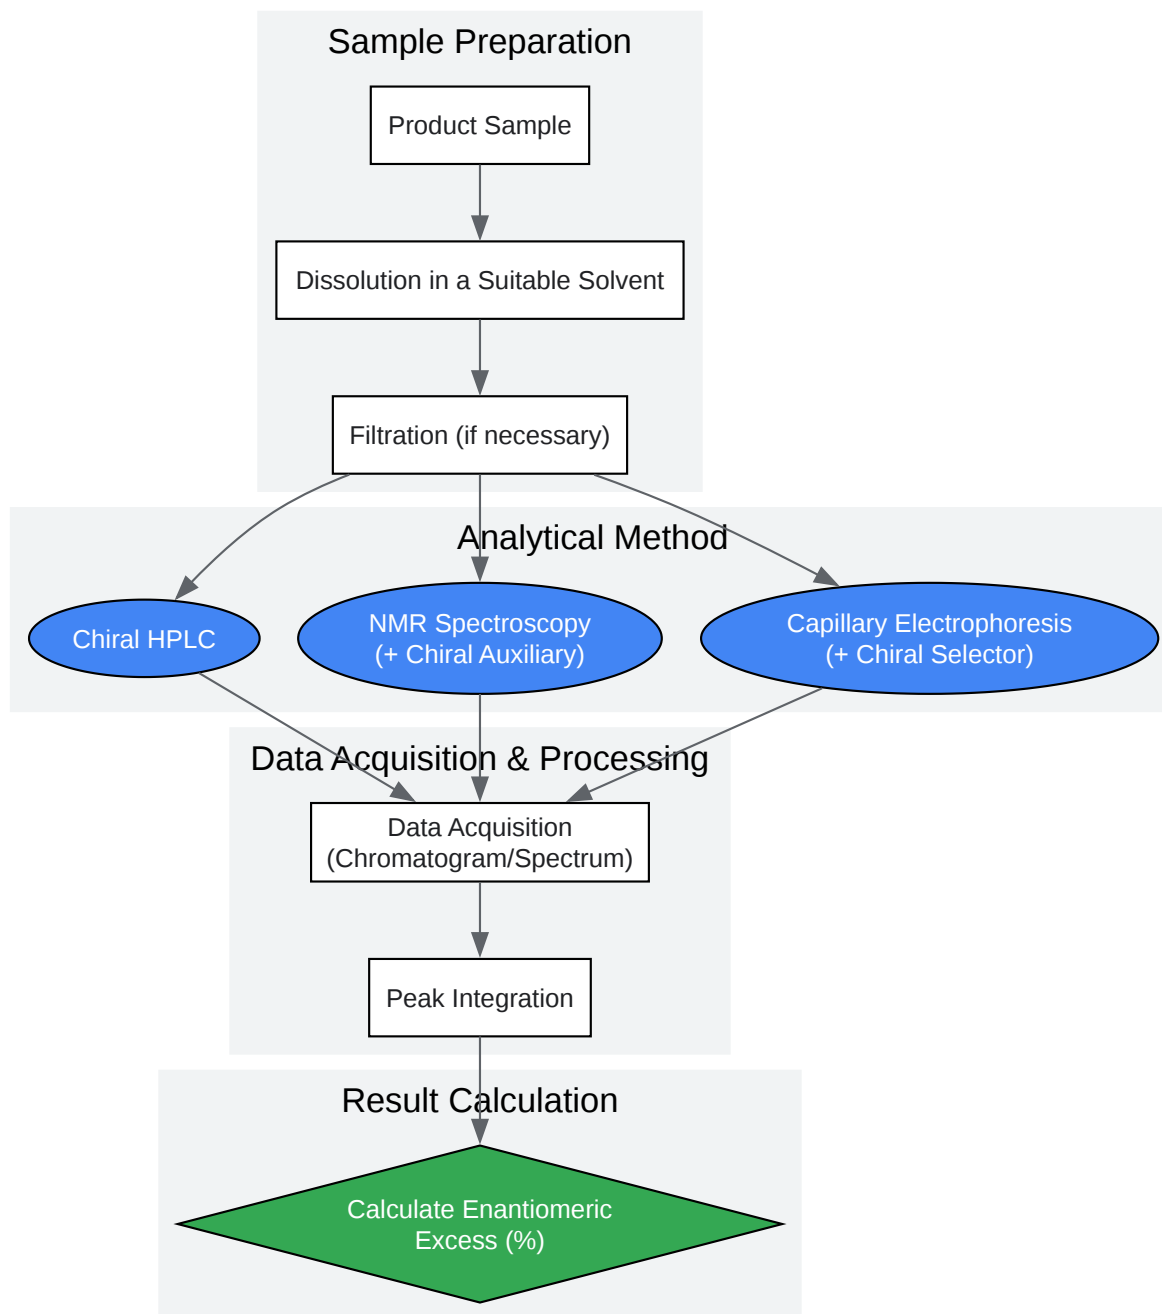 Sample Preparation
Product Sample
Dissolution in a Suitable Solvent
Filtration (if necessary)
Analytical Method
Chiral HPLC
NMR Spectroscopy
(+ Chiral Auxiliary)
Capillary Electrophoresis
(+ Chiral Selector)
Data Acquisition & Processing
Data Acquisition
(Chromatogram/Spectrum)
Peak Integration
Result Calculation
Calculate Enantiomeric
Excess (%)